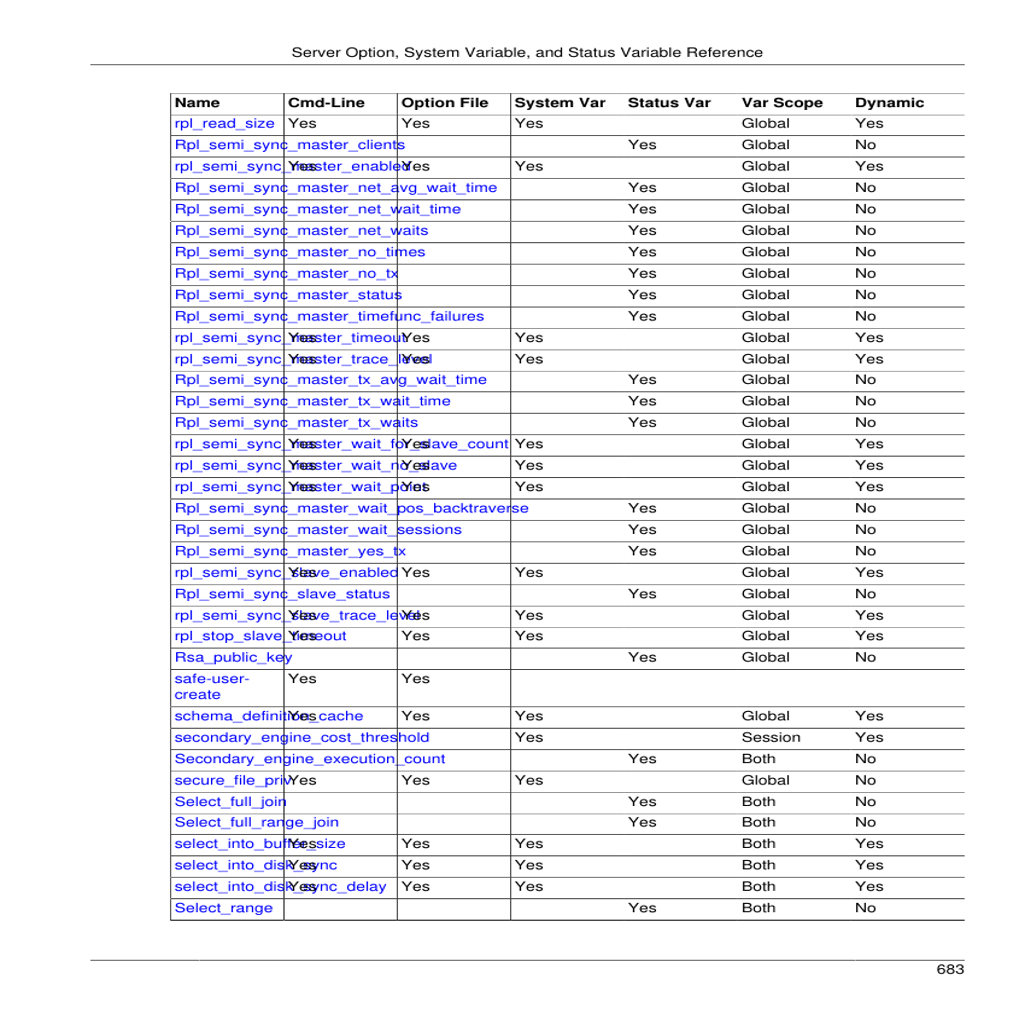 Server Option, System Variable, and Status Variable Reference
Name Cmd-Line Option File System Var Status Var Var Scope Dynamic
rpl_read_size Yes Yes Yes Global Yes
Rpl_semi_sync_master_clients Yes Global No
rpl_semi_sync_master_enabled Yes Yes Yes Global Yes
Rpl_semi_sync_master_net_avg_wait_time Yes Global No
Rpl_semi_sync_master_net_wait_time Yes Global No
Rpl_semi_sync_master_net_waits Yes Global No
Rpl_semi_sync_master_no_times Yes Global No
Rpl_semi_sync_master_no_tx Yes Global No
Rpl_semi_sync_master_status Yes Global No
Rpl_semi_sync_master_timefunc_failures Yes Global No
rpl_semi_sync_master_timeout Yes Yes Yes Global Yes
rpl_semi_sync_master_trace_level Yes Yes Yes Global Yes
Rpl_semi_sync_master_tx_avg_wait_time Yes Global No
Rpl_semi_sync_master_tx_wait_time Yes Global No
Rpl_semi_sync_master_tx_waits Yes Global No
rpl_semi_sync_master_wait_for_slave_count Yes Yes Yes Global Yes
rpl_semi_sync_master_wait_no_slave Yes Yes Yes Global Yes
rpl_semi_sync_master_wait_point Yes Yes Yes Global Yes
Rpl_semi_sync_master_wait_pos_backtraverse Yes Global No
Rpl_semi_sync_master_wait_sessions Yes Global No
Rpl_semi_sync_master_yes_tx Yes Global No
rpl_semi_sync_slave_enabled Yes Yes Yes Global Yes
Rpl_semi_sync_slave_status Yes Global No
rpl_semi_sync_slave_trace_level Yes Yes Yes Global Yes
rpl_stop_slave_timeout Yes Yes Yes Global Yes
Rsa_public_key Yes Global No
safe-user- Yes Yes
create
schema_definition_cache Yes Yes Yes Global Yes
secondary_engine_cost_threshold Yes Session Yes
Secondary_engine_execution_count Yes Both No
secure_file_priv Yes Yes Yes Global No
Select_full_join Yes Both No
Select_full_range_join Yes Both No
select_into_buffer_size Yes Yes Yes Both Yes
select_into_disk_sync Yes Yes Yes Both Yes
select_into_disk_sync_delay Yes Yes Yes Both Yes
Select_range Yes Both No
683